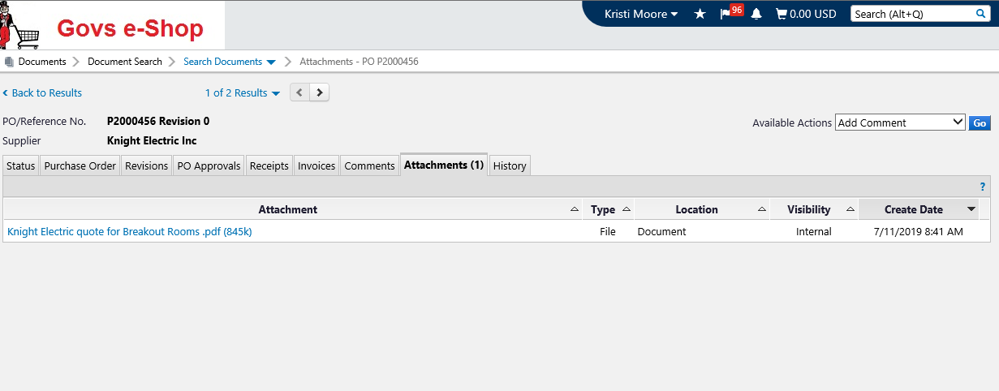 Govs e-Shop
Kristi Moore 96 0.00 USD Search (Alt+Q)
Documents Document Search Search Documents Attachments - PO P2000456
Back to Results 1 of 2 Results
PO/Reference No. P2000456 Revision 0
Available Actions Add Comment Go
Supplier Knight Electric Inc
Status Purchase Order Revisions PO Approvals Receipts Invoices Comments Attachments (1) History
?
Attachment Type Location Visibility Create Date
Knight Electric quote for Breakout Rooms .pdf (845k) File Document Internal 7/11/2019 8:41 AM